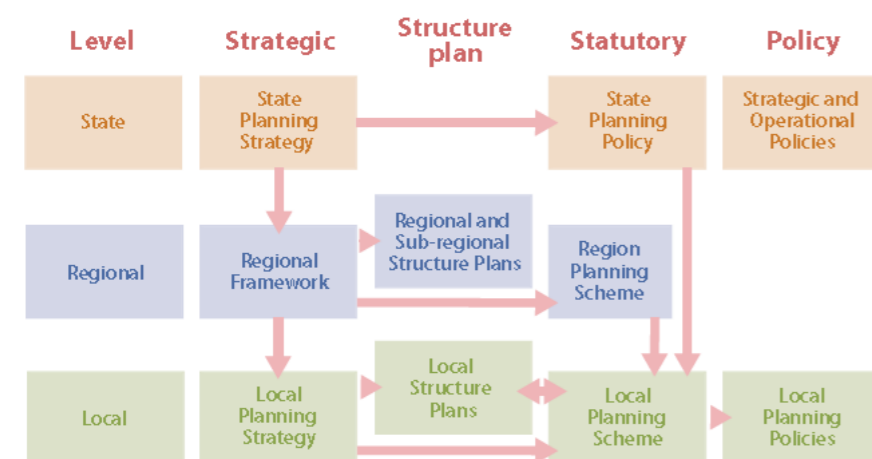 Level
Strategic
Structure
plan
Statutory
Policy
State
State
Planning
Strategy
State
Planning
Policy
Strategic and
Operational
Policies
Regional
Regional
Framework
Regional and
Sub-regional
Structure Plans
Region
Planning
Scheme
Local
Local
Planning
Strategy
Local
Structure
Plans
Local
Planning
Scheme
Local
Planning
Policies